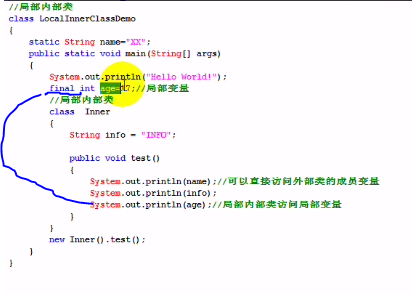 //局部内部类
class LocalInnerClassDemo
{
static String name="XX";
public static void main(String[] args)
{
System.out.println("Hello World!");
final int age=17;//局部变量
//局部内部类
class Inner
{
String info = "INFO";
public void test()
{
System.out.println(name);//可以直接访问外部类的成员变量
System.out.println(info);
System.out.println(age);//局部内部类访问局部变量
}
}
new Inner().test();
}
}